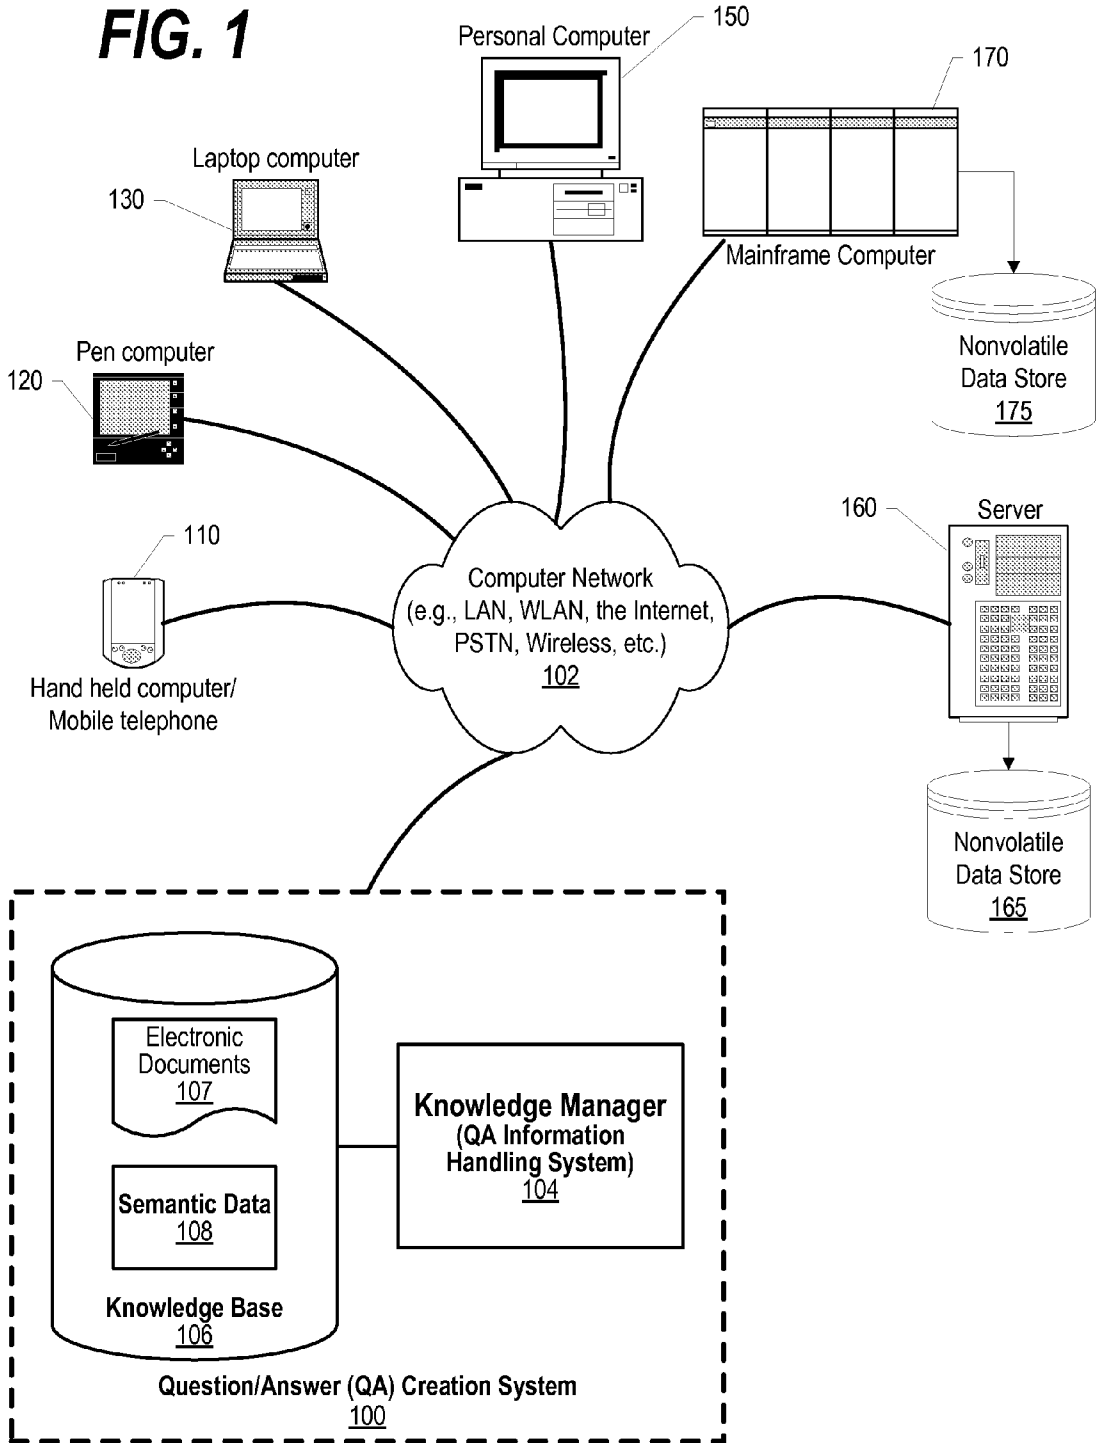 FIG. 1
Personal Computer
150
170
Laptop computer
130
Mainframe Computer
Pen computer
120
Nonvolatile
Data Store
175
160
Server
110
Computer Network
(e.g., LAN, WLAN, the Internet,
PSTN, Wireless, etc.)
102
Hand held computer/
Mobile telephone
Nonvolatile
Data Store
165
Electronic
Documents
107
Knowledge Manager
(QA Information
Handling System)
104
Semantic Data
108
Knowledge Base
106
Question/Answer (QA) Creation System
100